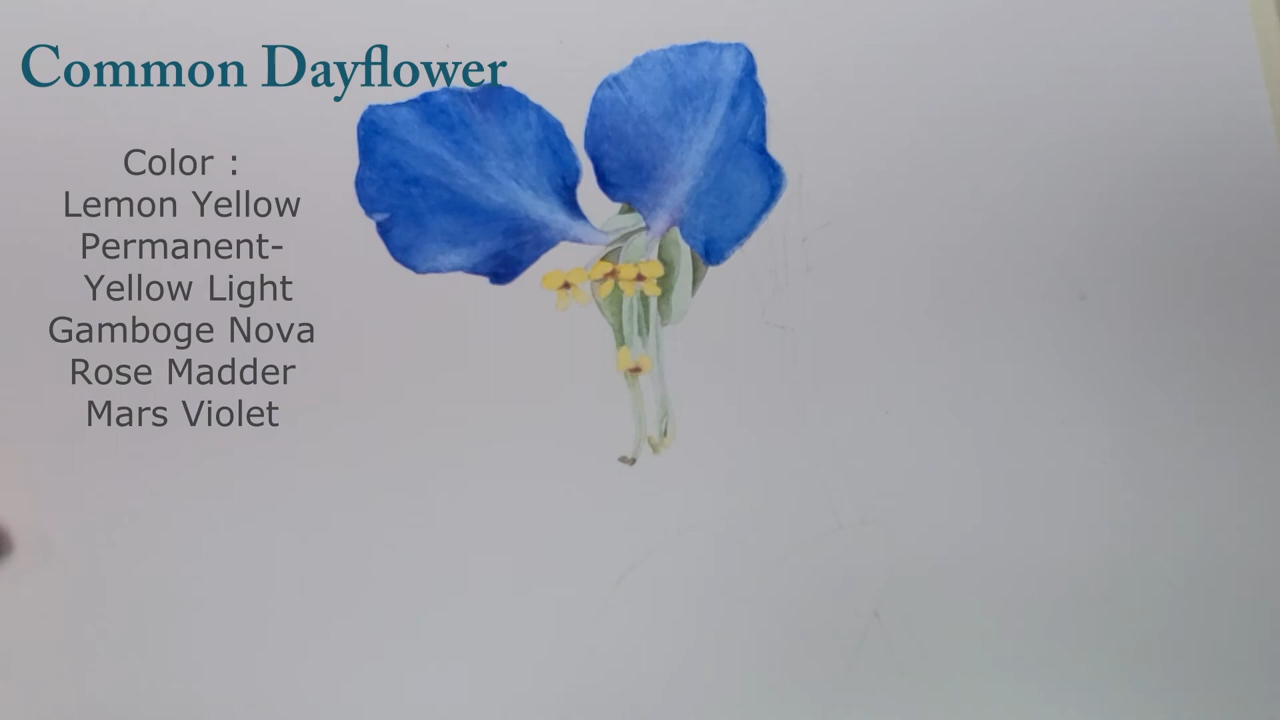 Common Dayflower
Color :
Lemon Yellow
Permanent-
Yellow Light
Gamboge Nova
Rose Madder
Mars Violet